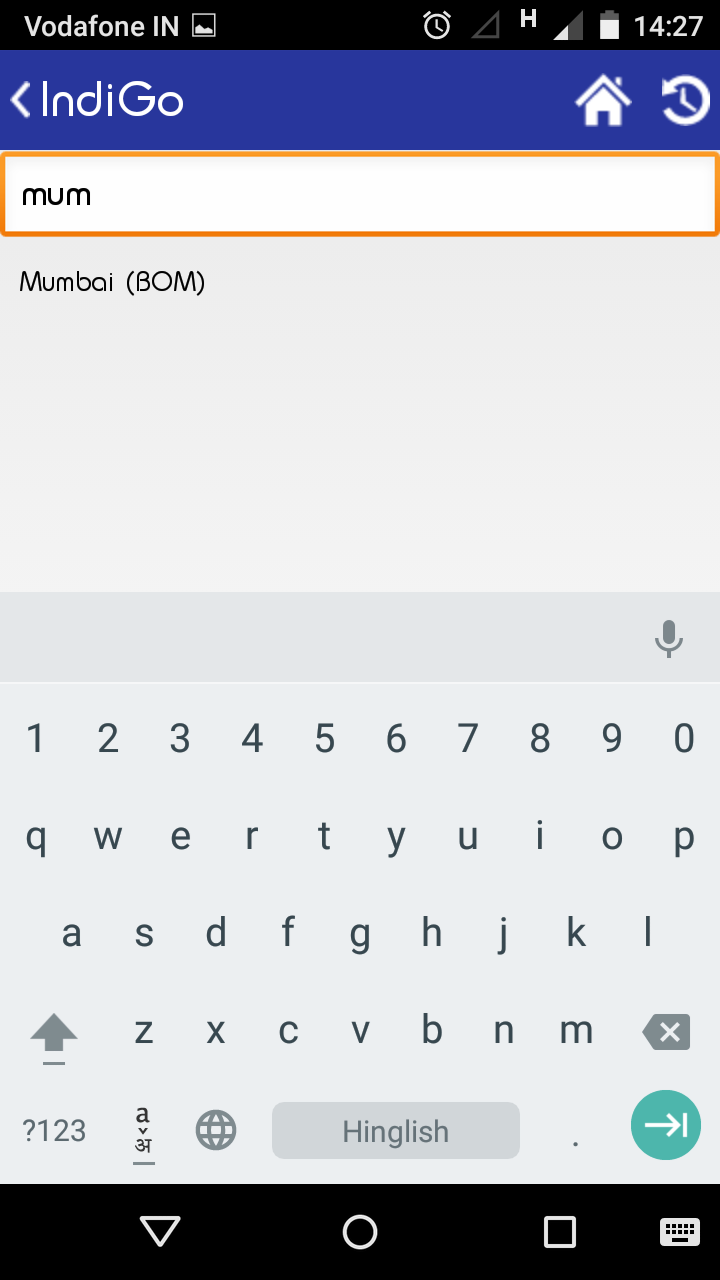 Vodafone IN H 14:27
IndiGo
mum
Mumbai (BOM)
1 2 3 4 5 6 7 8 9 0
q w e r t y u i o p
a s d f g h j k l
z x c v b n m
?123 a अ Hinglish .